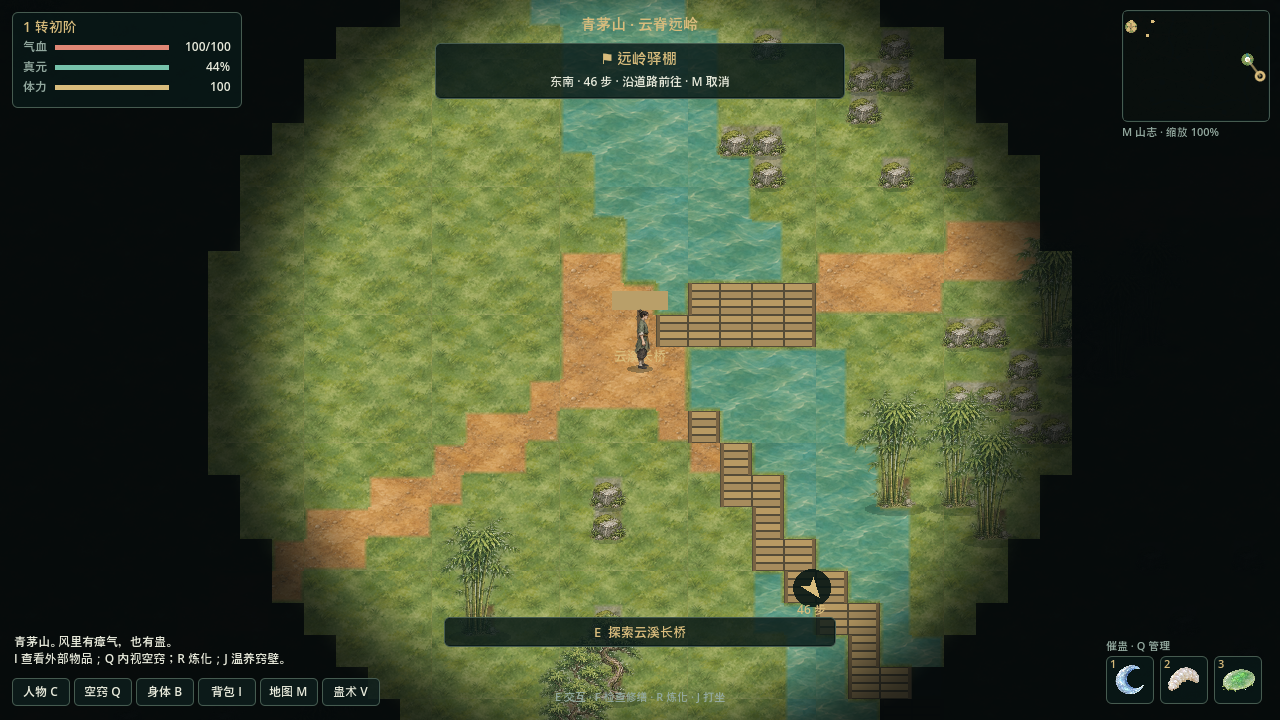 1 转初阶
气血 100/100
真元 44%
体力 100
青茅山 · 云脊远岭
⚑ 远岭驿棚
东南 · 46 步 · 沿道路前往 · M 取消
M 山志 · 缩放 100%
46 步
E 探索云溪长桥
青茅山。风里有瘴气，也有蛊。
I 查看外部物品；Q 内视空窍；R 炼化；J 温养窍壁。
人物 C
空窍 Q
身体 B
背包 I
地图 M
蛊术 V
催蛊 · Q 管理
1
2
3